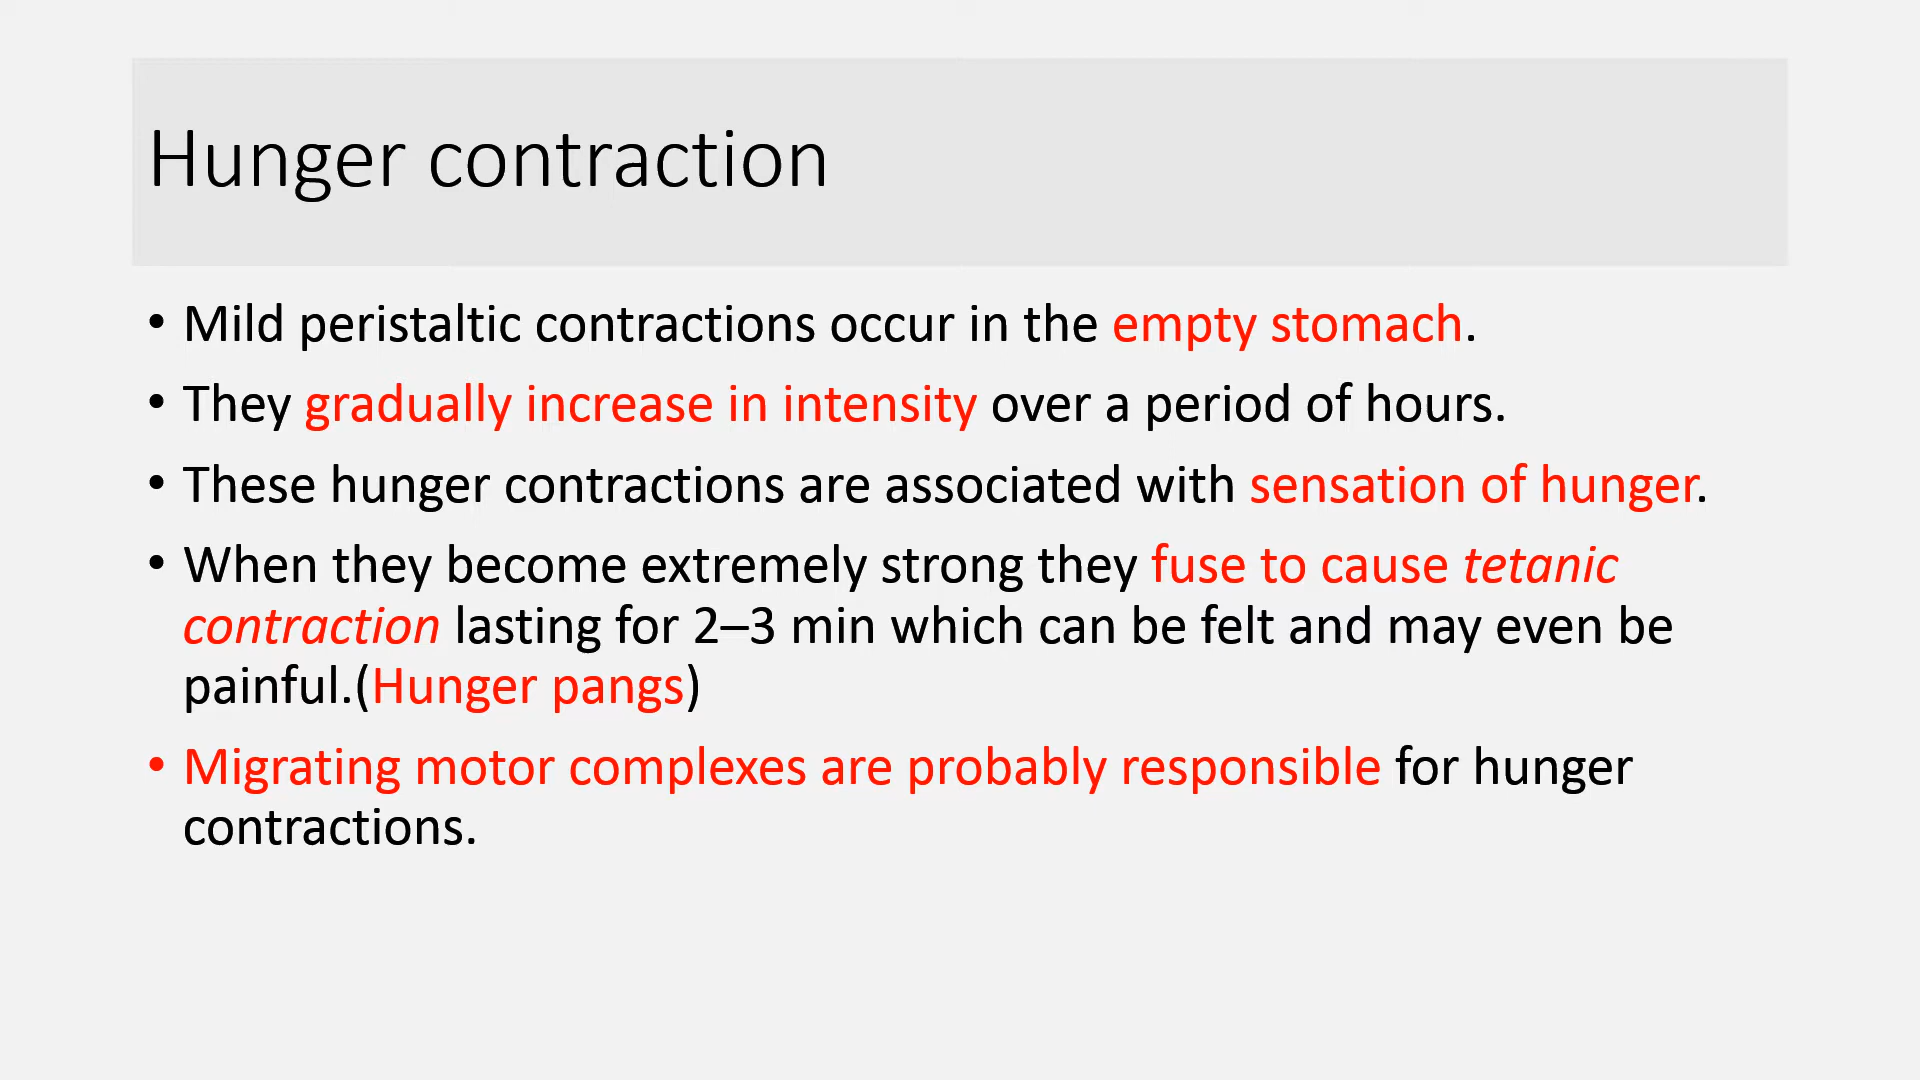 Hunger contraction
• Mild peristaltic contractions occur in the empty stomach.
• They gradually increase in intensity over a period of hours.
• These hunger contractions are associated with sensation of hunger.
• When they become extremely strong they fuse to cause tetanic
contraction lasting for 2–3 min which can be felt and may even be
painful.(Hunger pangs)
• Migrating motor complexes are probably responsible for hunger
contractions.